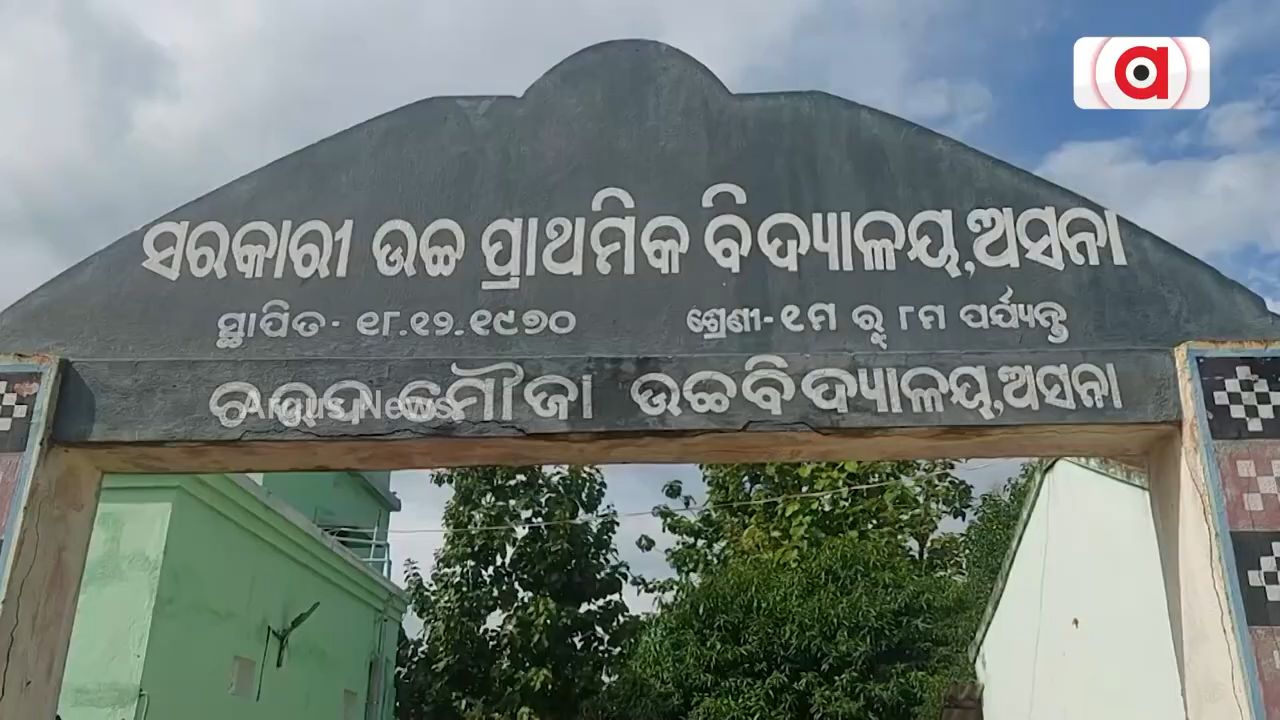 ସରକାରୀ ଉଚ୍ଚ ପ୍ରାଥମିକ ବିଦ୍ୟାଳୟ,ଅସନା
ସ୍ଥାପିତ- ୧୮.୧୨.୧୯୭୦ ଶ୍ରେଣୀ-୧ମ ରୁ ୮ମ ପର୍ଯ୍ୟନ୍ତ
ମୌଜା ଉଚ୍ଚବିଦ୍ୟାଳୟ,ଅସନା
Argus News